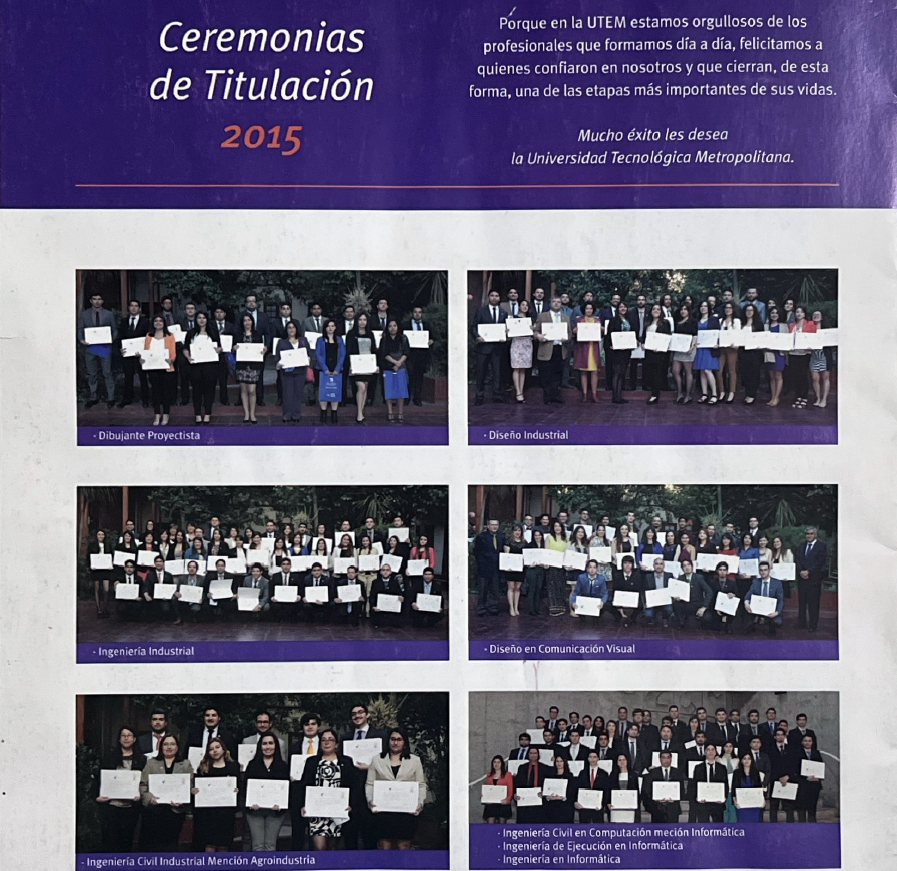 Ceremonias
de Titulación
2015
Porque en la UTEM estamos orgullosos de los
profesionales que formamos día a día, felicitamos a
quienes confiaron en nosotros y que cierran, de esta
forma, una de las etapas más importantes de sus vidas.
Mucho éxito les desea
la Universidad Tecnológica Metropolitana.
· Dibujante Proyectista
· Diseño Industrial
· Ingeniería Industrial
· Diseño en Comunicación Visual
· Ingeniería Civil Industrial Mención Agroindustria
· Ingeniería Civil en Computación meción Informática
· Ingeniería de Ejecución en Informática
· Ingeniería en Informática